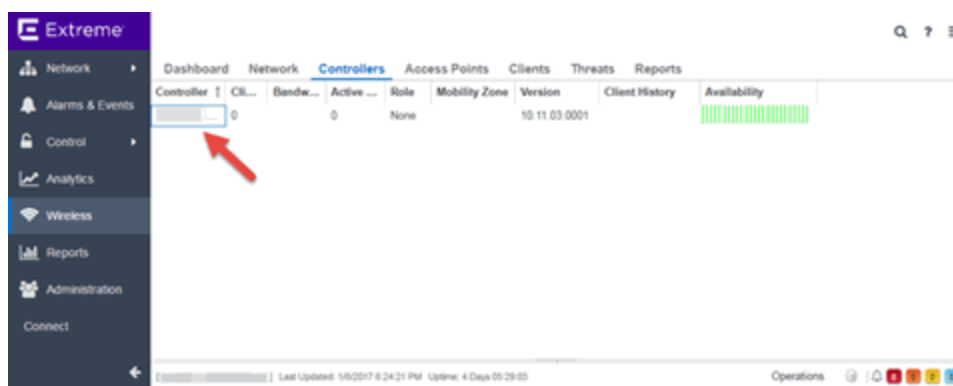 Extreme
Network
Alarms & Events
Control
Analytics
Wireless
Reports
Administration
Connect
Dashboard Network Controllers Access Points Clients Threats Reports
Controller Cli... Bandw... Active ... Role Mobility Zone Version Client History Availability
0 0 None 10.11.03.0001
Last Updated: 1/6/2017 6:24:21 PM Uptime: 4 Days 05:29:03
Operations